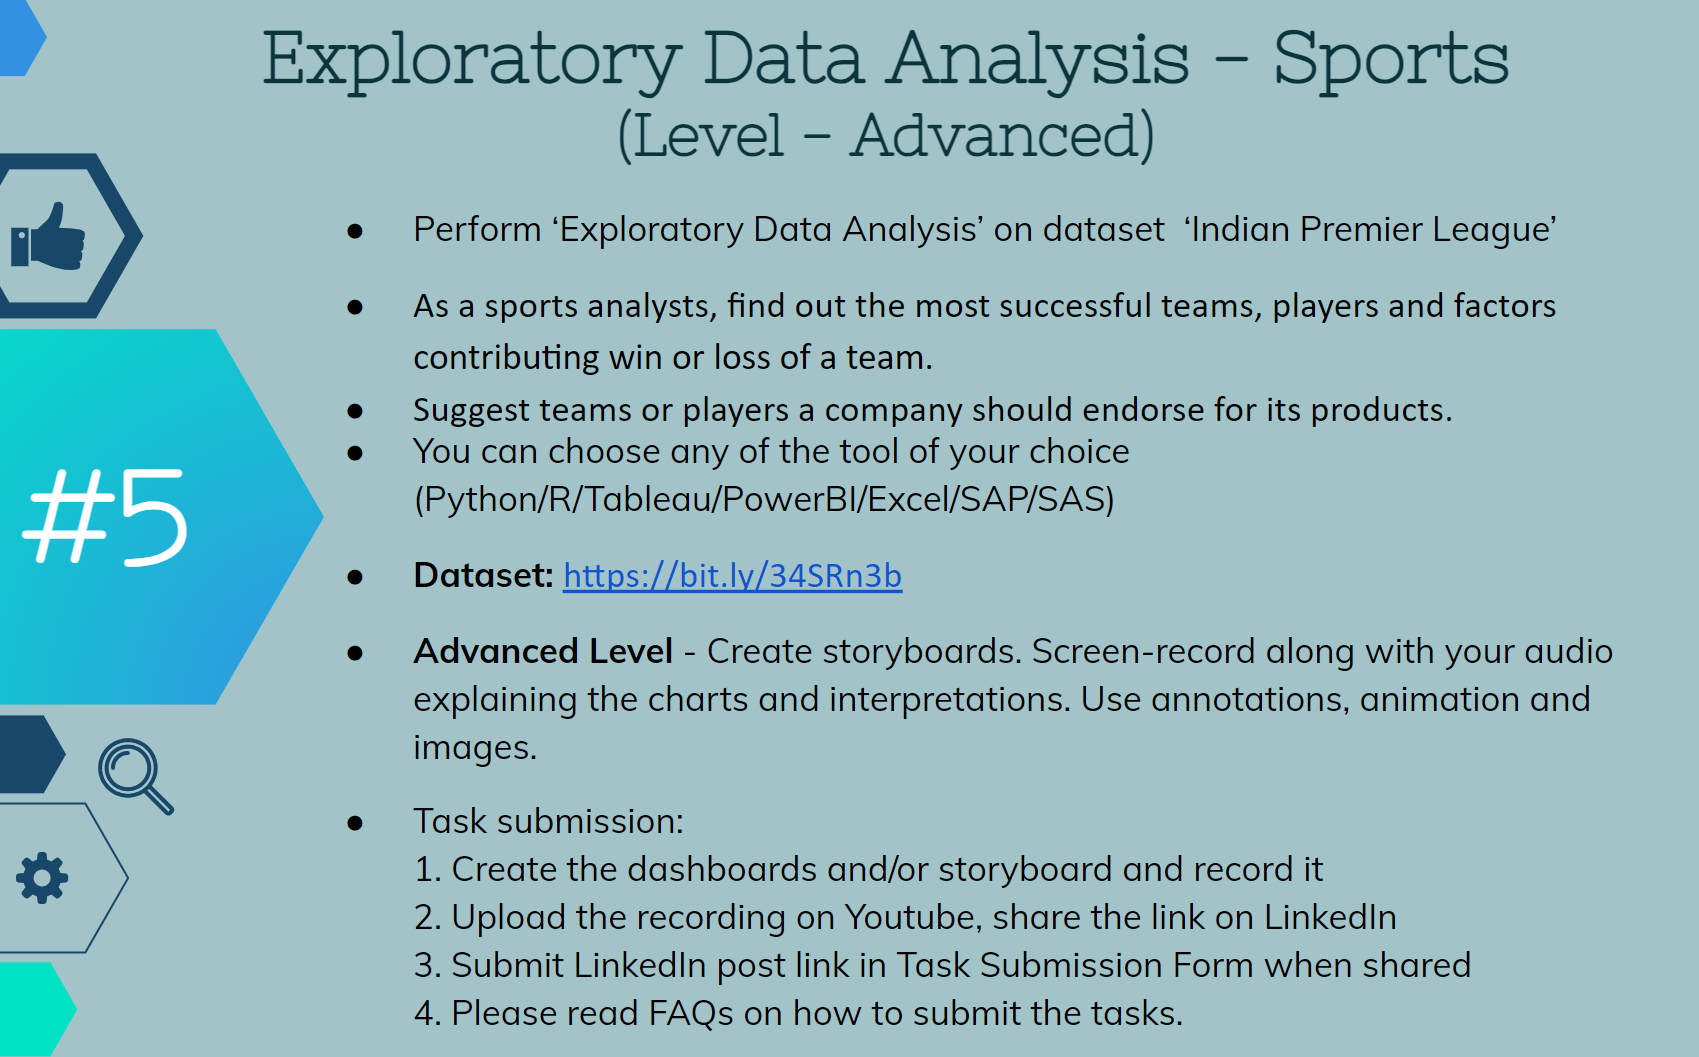 Exploratory Data Analysis - Sports
(Level - Advanced)
● Perform ‘Exploratory Data Analysis’ on dataset  ‘Indian Premier League’
● As a sports analysts, find out the most successful teams, players and factors
contributing win or loss of a team.
● Suggest teams or players a company should endorse for its products.
● You can choose any of the tool of your choice
(Python/R/Tableau/PowerBI/Excel/SAP/SAS)
● Dataset: https://bit.ly/34SRn3b
● Advanced Level - Create storyboards. Screen-record along with your audio
explaining the charts and interpretations. Use annotations, animation and
images.
● Task submission:
1. Create the dashboards and/or storyboard and record it
2. Upload the recording on Youtube, share the link on LinkedIn
3. Submit LinkedIn post link in Task Submission Form when shared
4. Please read FAQs on how to submit the tasks.
#5